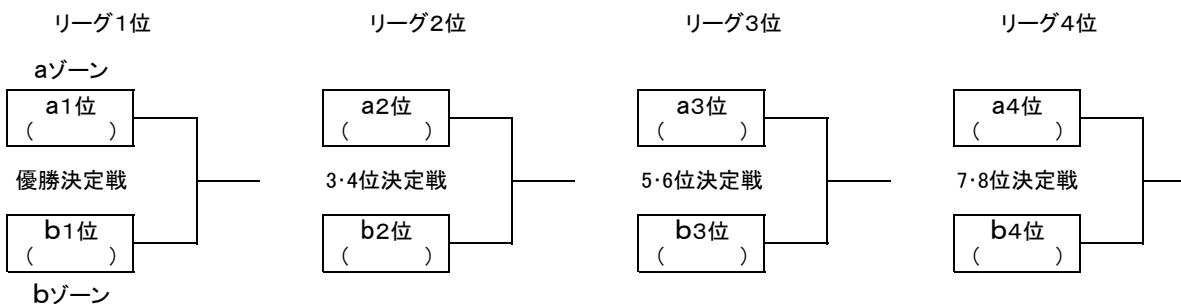 リーグ1位 リーグ2位 リーグ3位 リーグ4位
aゾーン
a1位 a2位 a3位 a4位
(　　　) (　　　) (　　　) (　　　)
優勝決定戦 3・4位決定戦 5・6位決定戦 7・8位決定戦
b1位 b2位 b3位 b4位
(　　　) (　　　) (　　　) (　　　)
bゾーン